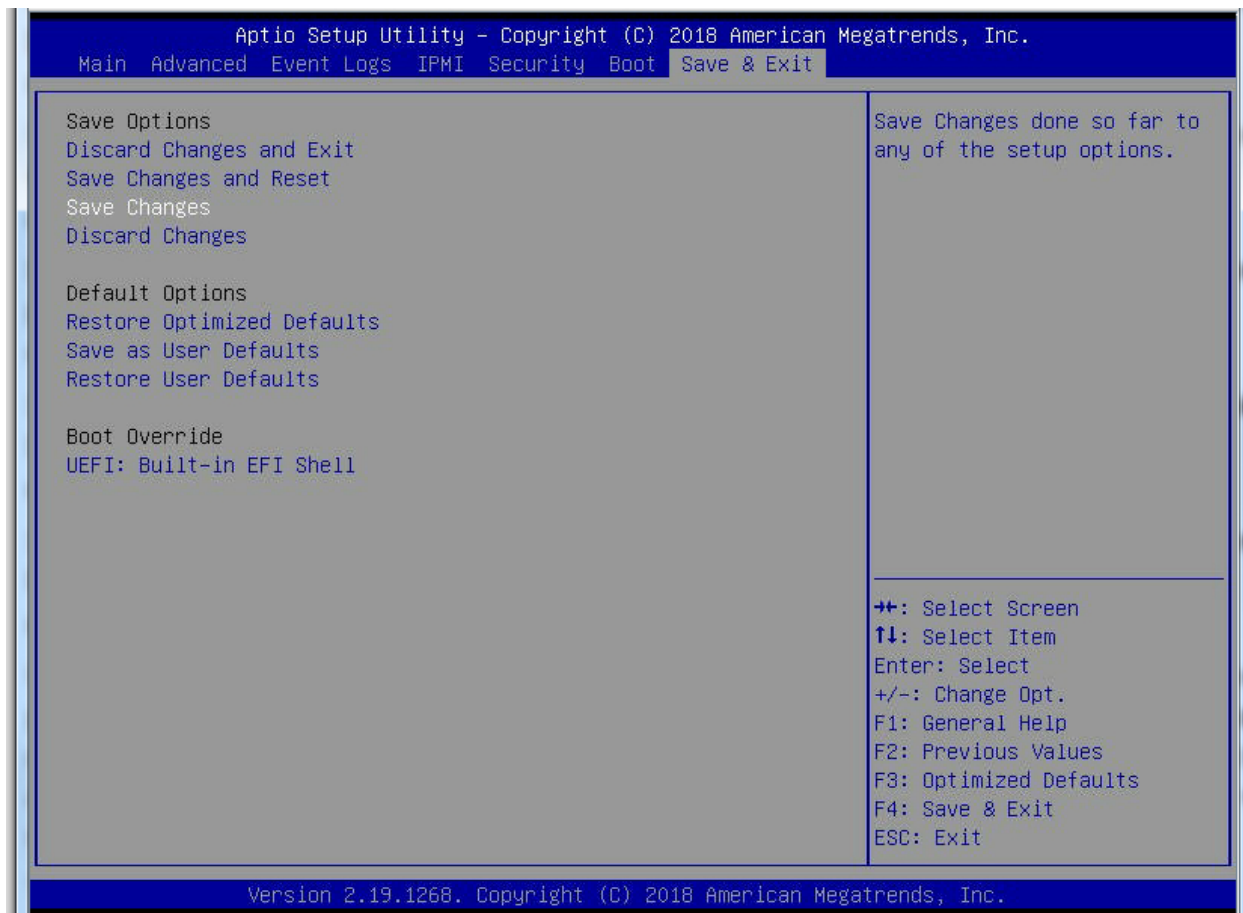 Aptio Setup Utility – Copyright (C) 2018 American Megatrends, Inc.
Main Advanced Event Logs IPMI Security Boot Save & Exit
Save Options
Discard Changes and Exit
Save Changes and Reset
Save Changes
Discard Changes
Default Options
Restore Optimized Defaults
Save as User Defaults
Restore User Defaults
Boot Override
UEFI: Built-in EFI Shell
Save Changes done so far to
any of the setup options.
→←: Select Screen
↑↓: Select Item
Enter: Select
+/-: Change Opt.
F1: General Help
F2: Previous Values
F3: Optimized Defaults
F4: Save & Exit
ESC: Exit
Version 2.19.1268. Copyright (C) 2018 American Megatrends, Inc.